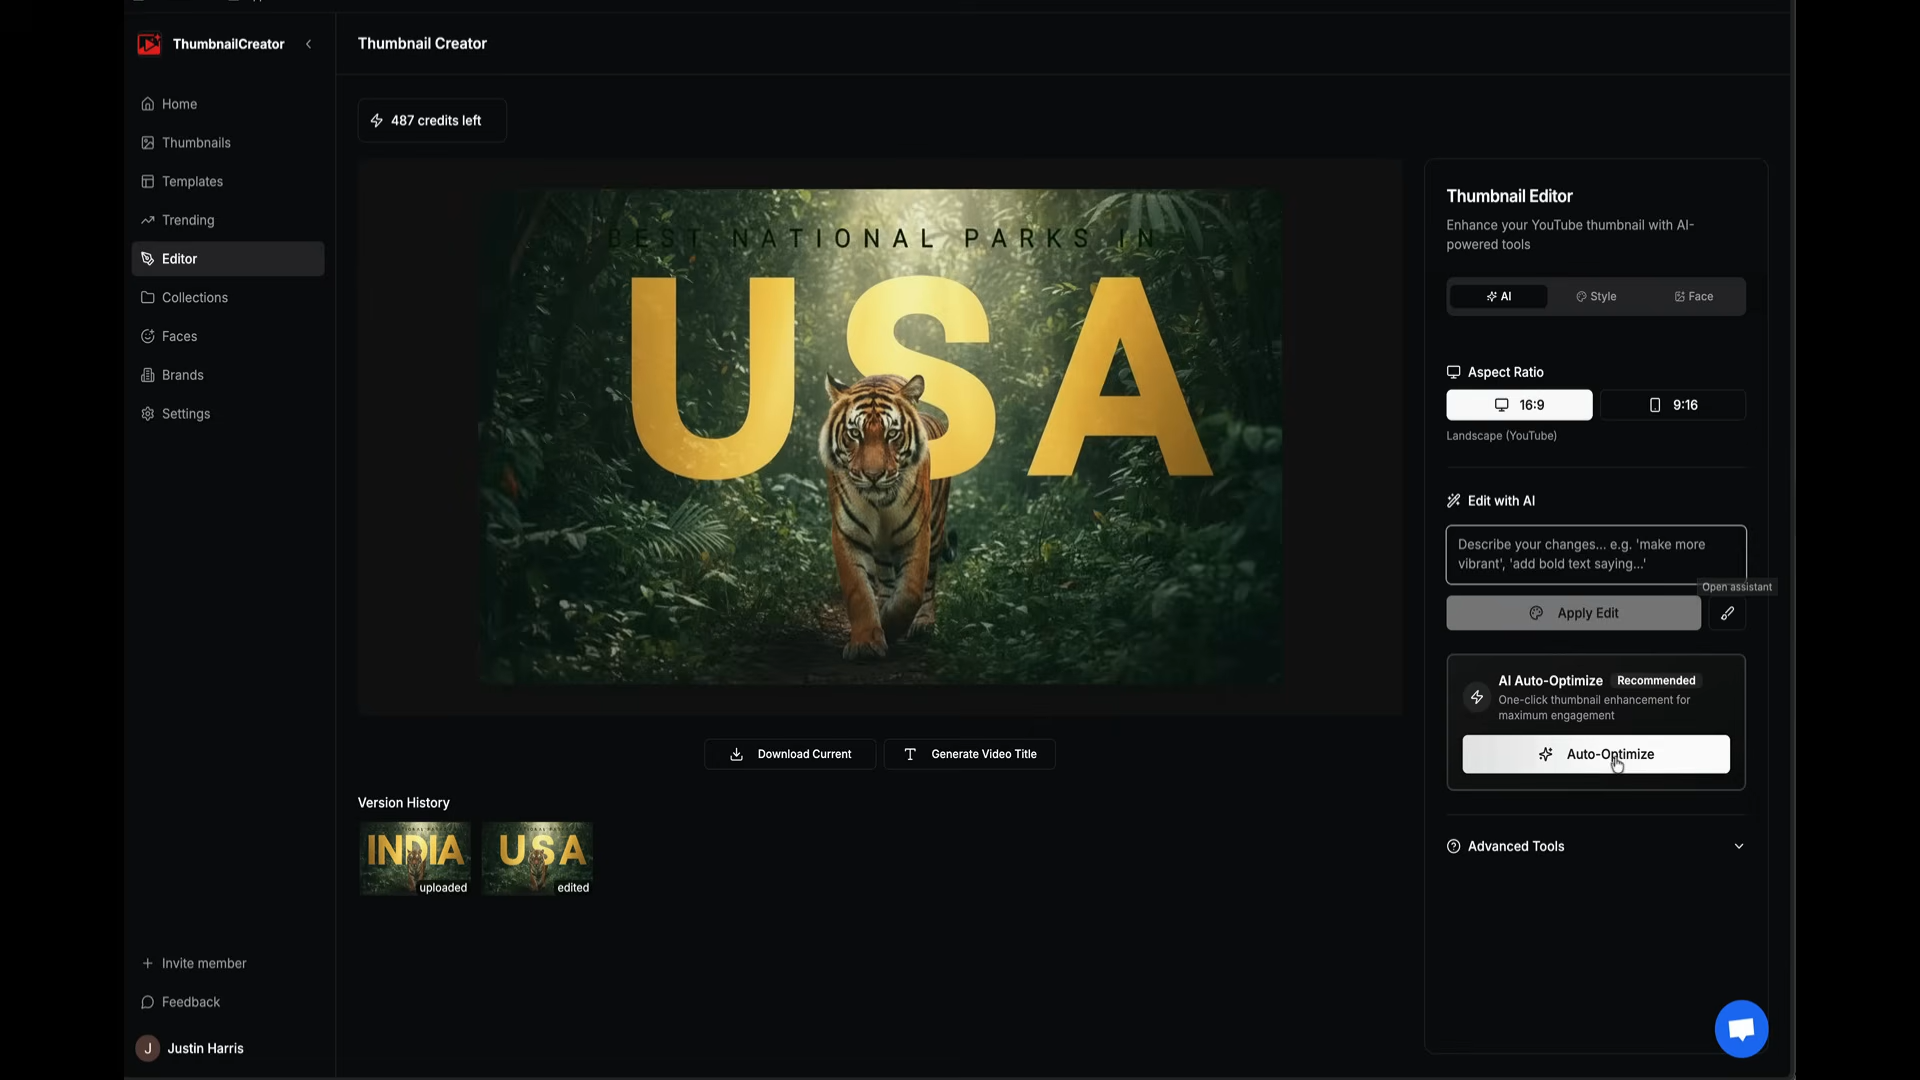 ThumbnailCreator
Thumbnail Creator
Home
Thumbnails
Templates
Trending
Editor
Collections
Faces
Brands
Settings
Invite member
Feedback
J
Justin Harris
487 credits left
BEST NATIONAL PARKS IN
USA
Download Current
Generate Video Title
Version History
INDIA
uploaded
USA
edited
Thumbnail Editor
Enhance your YouTube thumbnail with AI-
powered tools
AI
Style
Face
Aspect Ratio
16:9
9:16
Landscape (YouTube)
Edit with AI
Describe your changes... e.g. 'make more
vibrant', 'add bold text saying...'
Open assistant
Apply Edit
AI Auto-Optimize
Recommended
One-click thumbnail enhancement for
maximum engagement
Auto-Optimize
Advanced Tools